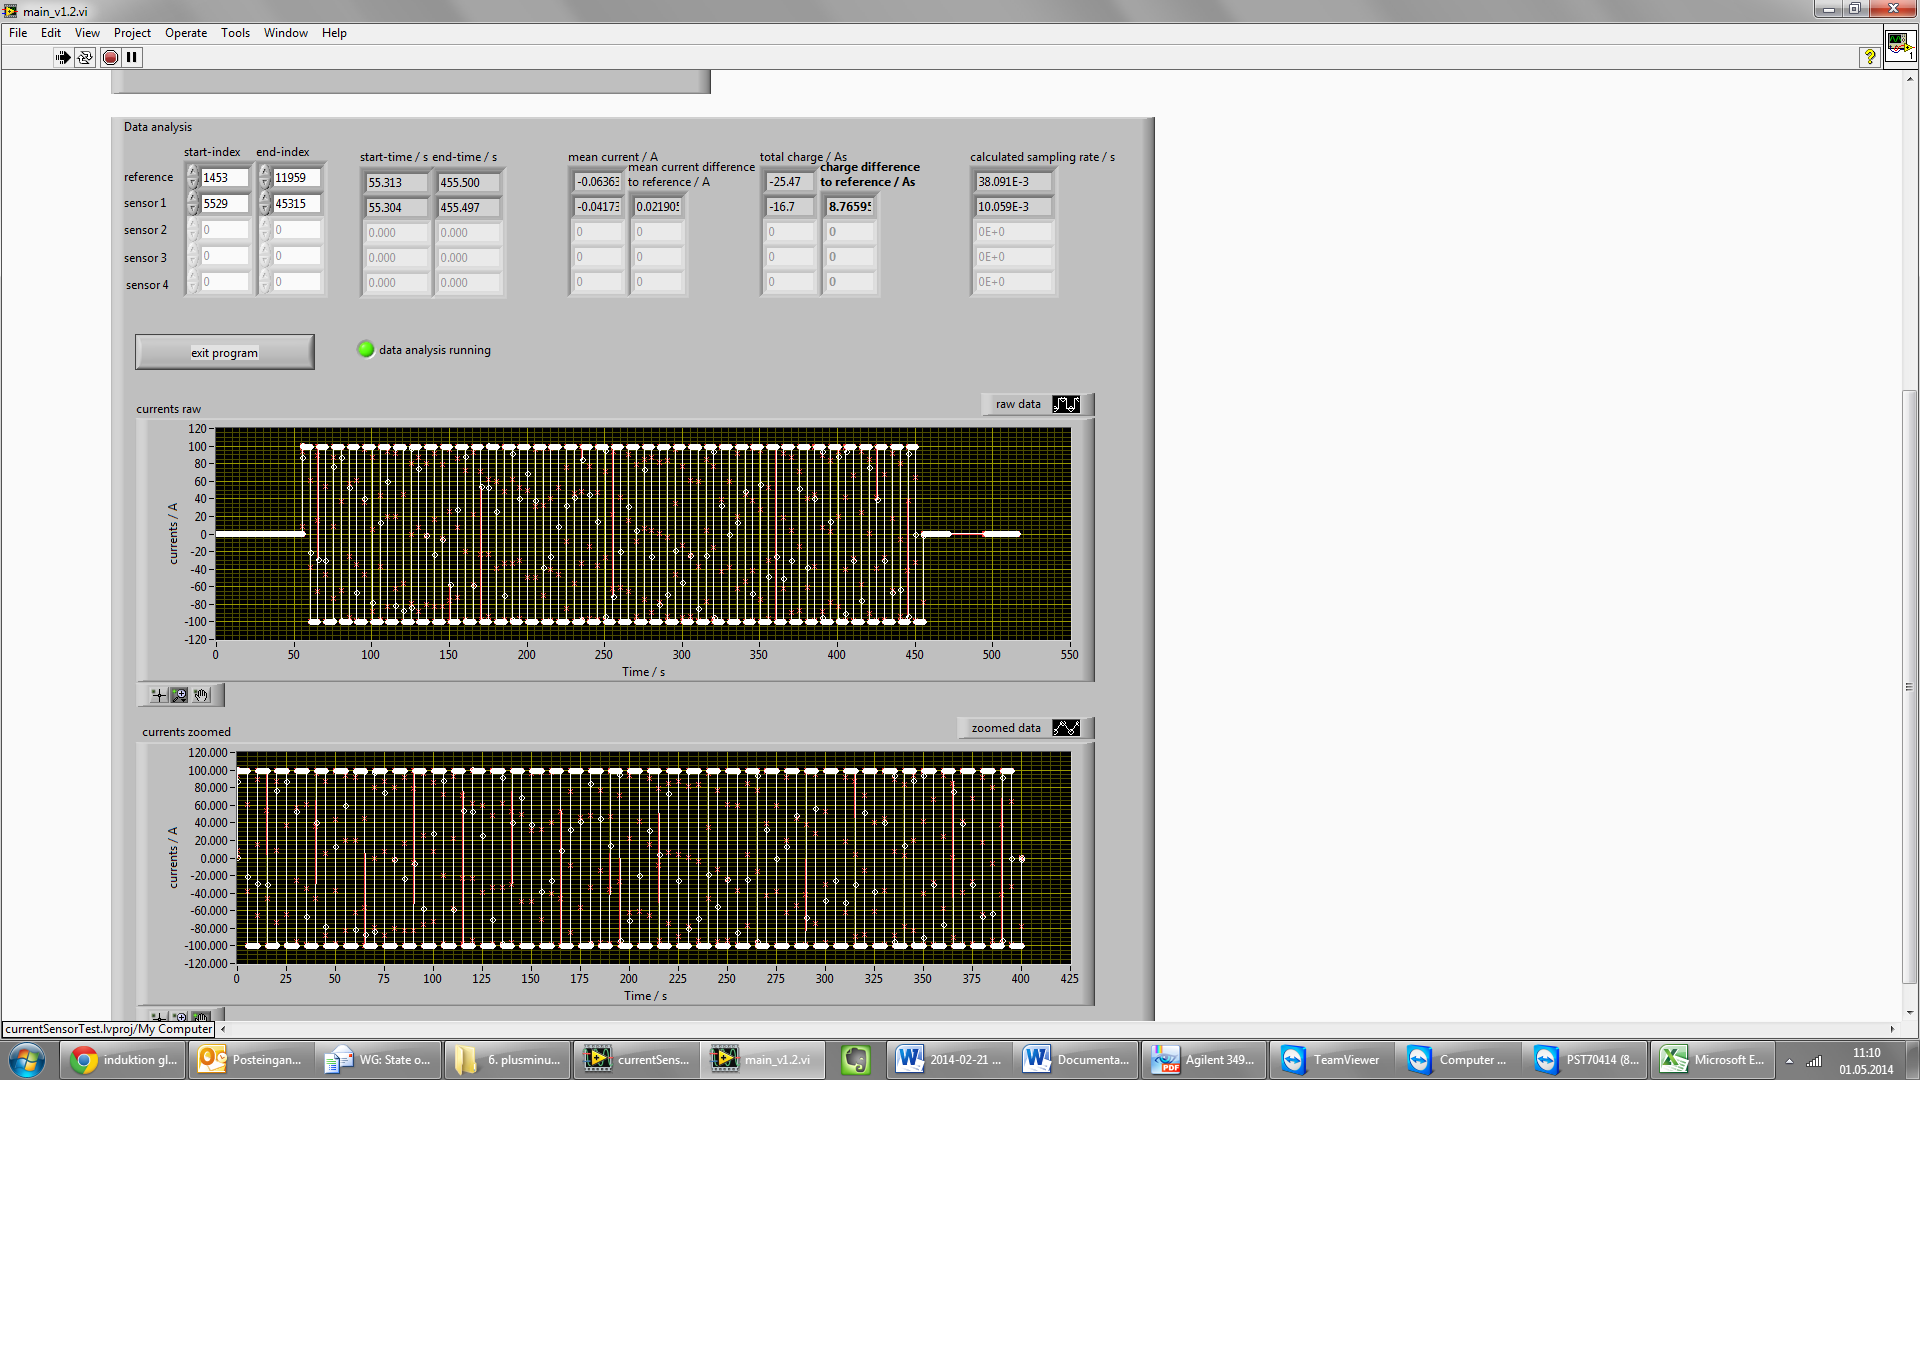 main_v1.2.vi
File Edit View Project Operate Tools Window Help
1
Data analysis
start-index end-index
start-time / s end-time / s
mean current / A
mean current difference to reference / A
total charge / As
charge difference to reference / As
calculated sampling rate / s
reference 1453 11959 55.313 455.500 -0.0636 -25.47 38.091E-3
sensor 1 5529 45315 55.304 455.497 -0.0417 0.02190 -16.7 8.7659 10.059E-3
sensor 2 0 0 0.000 0.000 0 0 0 0 0E+0
sensor 3 0 0 0.000 0.000 0 0 0 0 0E+0
sensor 4 0 0 0.000 0.000 0 0 0 0 0E+0
exit program
data analysis running
currents raw
raw data
120
100
80
60
40
20
0
-20
-40
-60
-80
-100
-120
currents / A
0 50 100 150 200 250 300 350 400 450 500 550
Time / s
currents zoomed
zoomed data
120.000
100.000
80.000
60.000
40.000
20.000
0.000
-20.000
-40.000
-60.000
-80.000
-100.000
-120.000
currents / A
0 25 50 75 100 125 150 175 200 225 250 275 300 325 350 375 400 425
Time / s
currentSensorTest.lvproj/My Computer
induktion gl... Posteingan... WG: State o... 6. plusminu... currentSens... main_v1.2.vi 2014-02-21 ... Documenta... Agilent 349... TeamViewer Computer ... PST70414 (8... Microsoft E...
11:10
01.05.2014